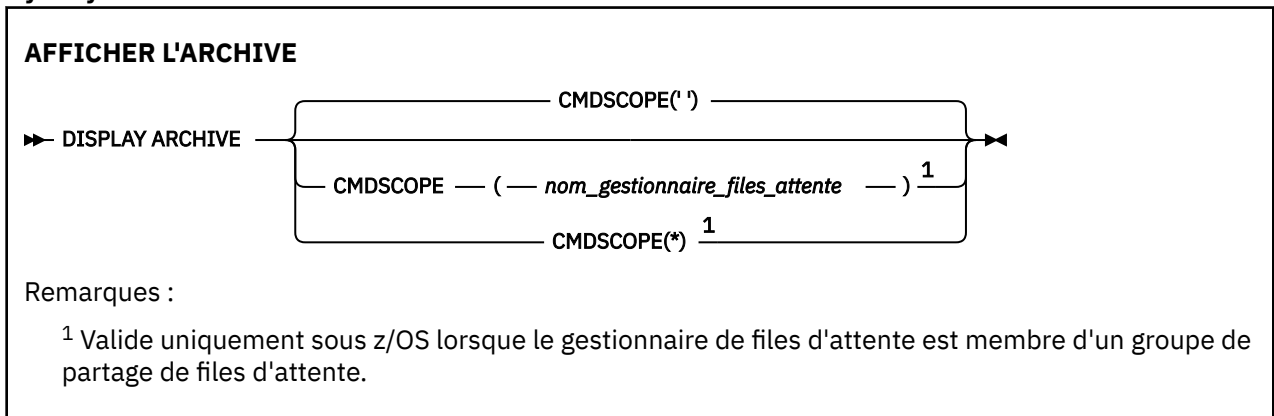 AFFICHER L'ARCHIVE
CMDSCOPE(' ')
DISPLAY ARCHIVE
CMDSCOPE ( nom_gestionnaire_files_attente ) 1
CMDSCOPE(*) 1
Remarques :
1 Valide uniquement sous z/OS lorsque le gestionnaire de files d'attente est membre d'un groupe de
partage de files d'attente.